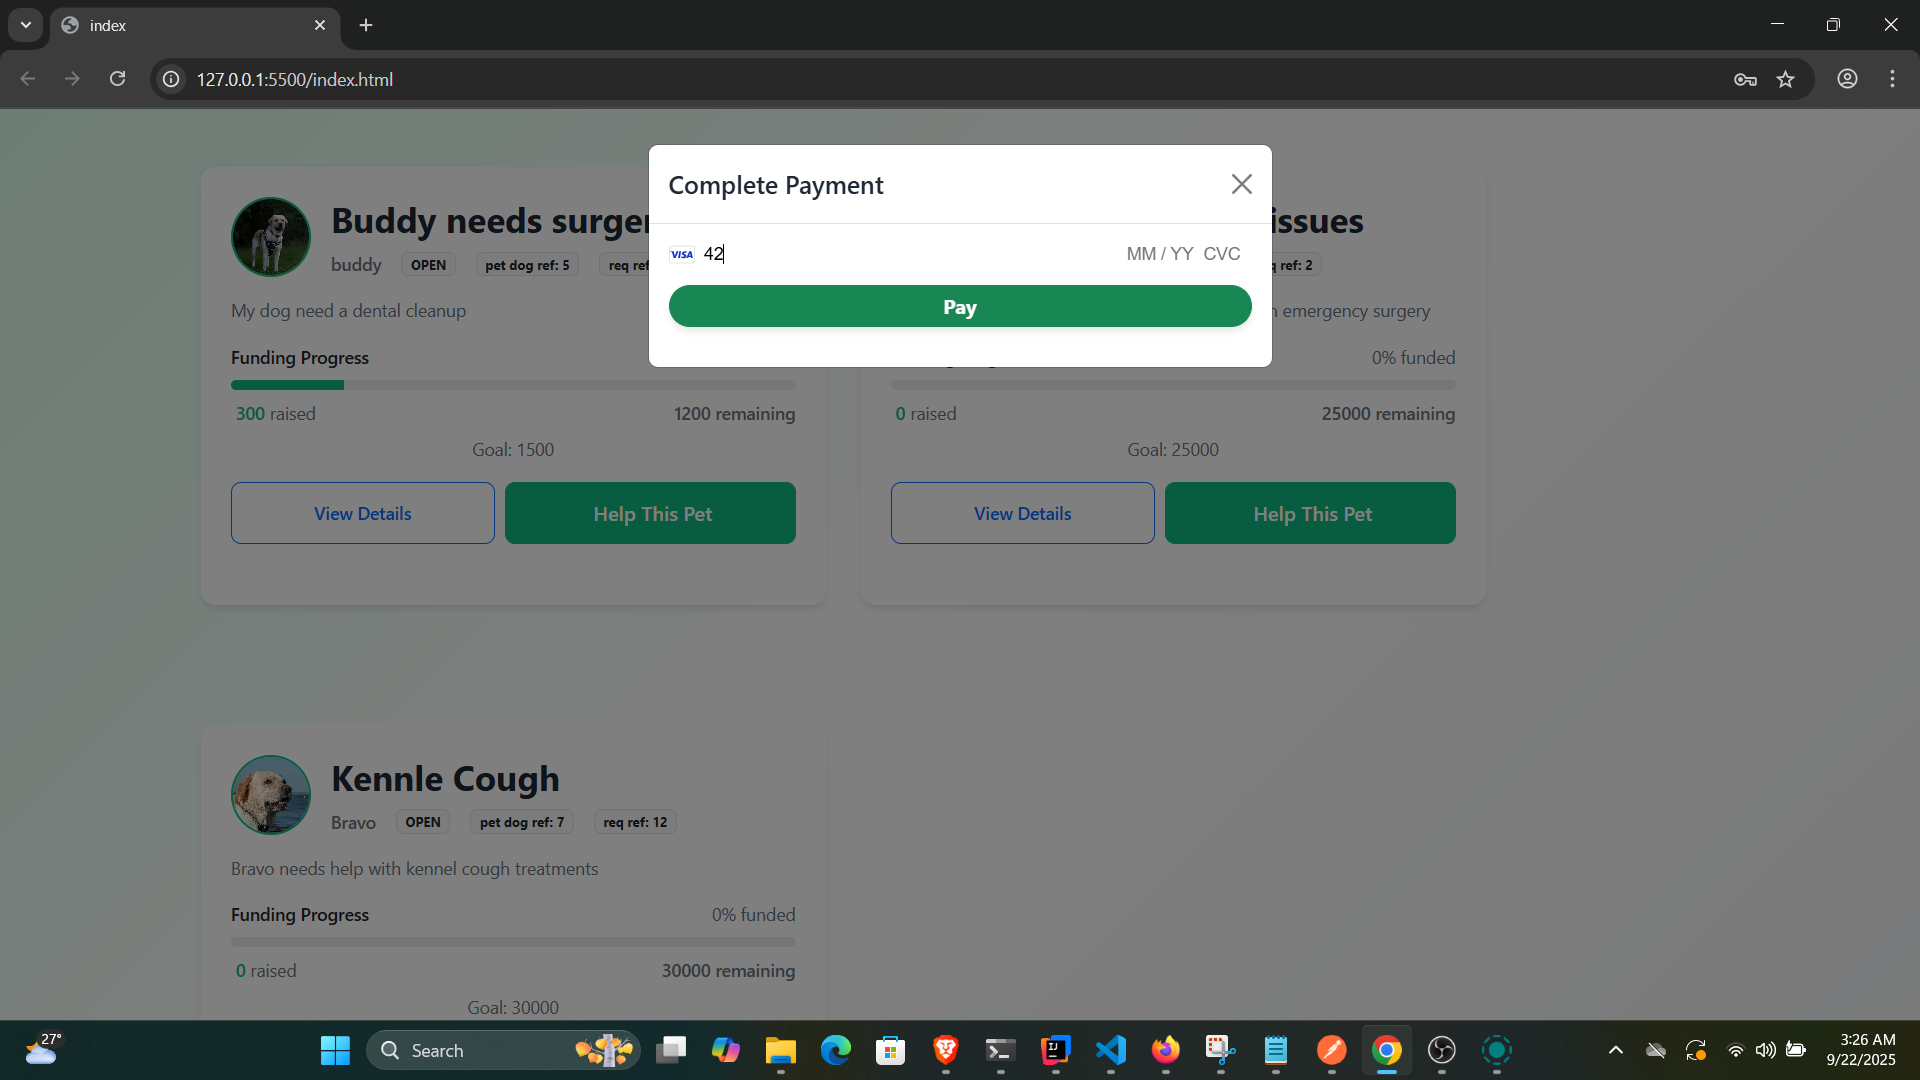 index
127.0.0.1:5500/index.html
Complete Payment
VISA 42 MM / YY CVC
Pay
Buddy needs surger
buddy OPEN pet dog ref: 5 req ref
My dog need a dental cleanup
Funding Progress
300 raised 1200 remaining
Goal: 1500
View Details Help This Pet
issues
ref: 2
emergency surgery
0% funded
0 raised 25000 remaining
Goal: 25000
View Details Help This Pet
Kennle Cough
Bravo OPEN pet dog ref: 7 req ref: 12
Bravo needs help with kennel cough treatments
Funding Progress 0% funded
0 raised 30000 remaining
Goal: 30000
27°
Search
3:26 AM
9/22/2025